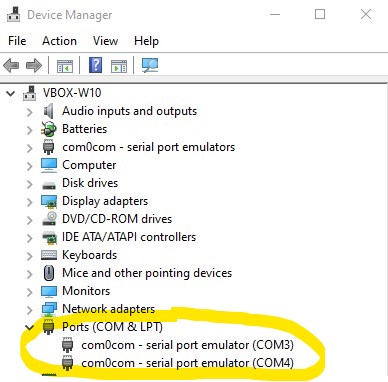 Device Manager
File Action View Help
VBOX-W10
Audio inputs and outputs
Batteries
com0com - serial port emulators
Computer
Disk drives
Display adapters
DVD/CD-ROM drives
IDE ATA/ATAPI controllers
Keyboards
Mice and other pointing devices
Monitors
Network adapters
Ports (COM & LPT)
com0com - serial port emulator (COM3)
com0com - serial port emulator (COM4)